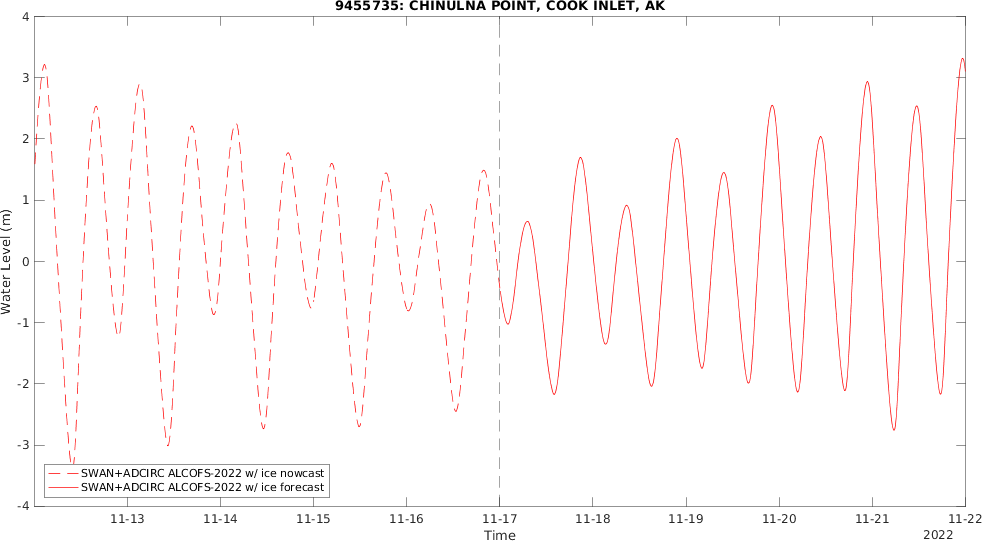 9455735: CHINULNA POINT, COOK INLET, AK
4
3
2
1
0
-1
-2
-3
-4
Water Level (m)
SWAN+ADCIRC ALCOFS-2022 w/ ice nowcast
SWAN+ADCIRC ALCOFS-2022 w/ ice forecast
11-13 11-14 11-15 11-16 11-17 11-18 11-19 11-20 11-21 11-22
Time
2022